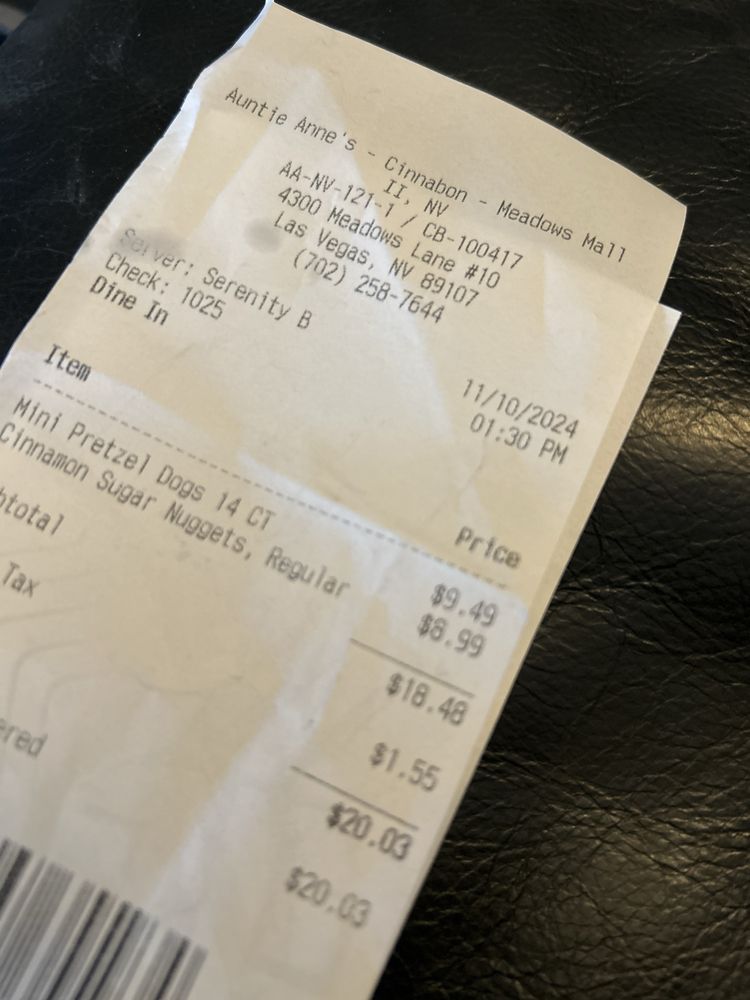 Auntie Anne's - Cinnabon - Meadows Mall
II, NV
AA-NV-121-1 / CB-100417
4300 Meadows Lane #10
Las Vegas, NV 89107
(702) 258-7644
Server: Serenity B
Check: 1025
Dine In
11/10/2024
01:30 PM
Item Price
Mini Pretzel Dogs 14 CT $9.49
Cinnamon Sugar Nuggets, Regular $8.99
btotal $18.48
Tax $1.55
$20.03
ered $20.03